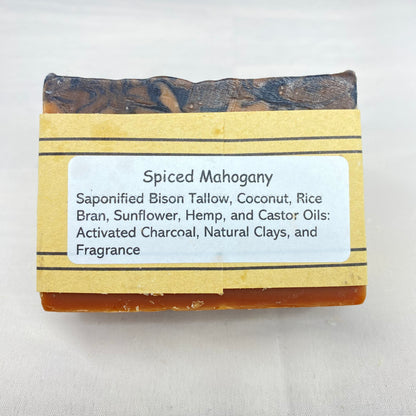 Spiced Mahogany
Saponified Bison Tallow, Coconut, Rice
Bran, Sunflower, Hemp, and Castor Oils:
Activated Charcoal, Natural Clays, and
Fragrance